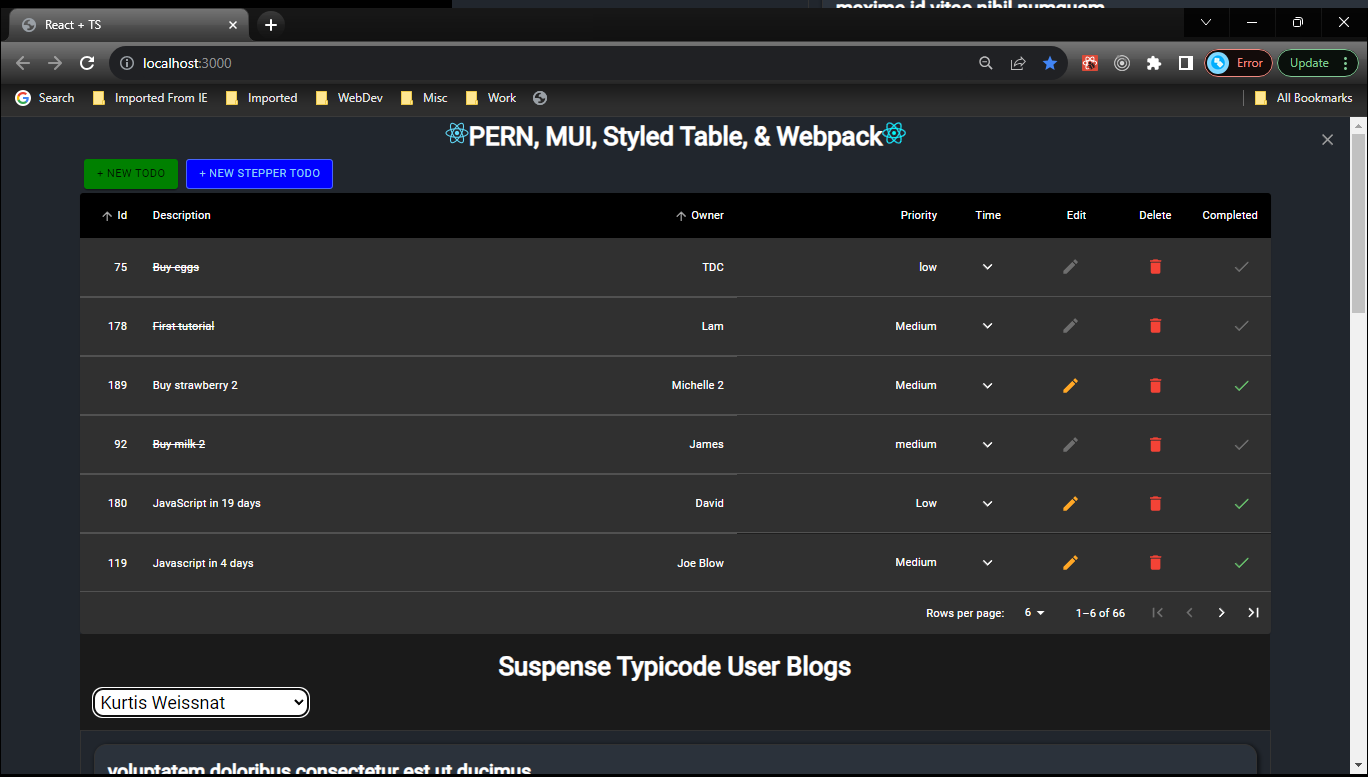 maxime id vitae nihil numquam
React + TS
localhost:3000
Error
Update
Search Imported From IE Imported WebDev Misc Work All Bookmarks
PERN, MUI, Styled Table, & Webpack
+ NEW TODO + NEW STEPPER TODO
Id Description Owner Priority Time Edit Delete Completed
75 Buy eggs TDC low
178 First tutorial Lam Medium
189 Buy strawberry 2 Michelle 2 Medium
92 Buy milk 2 James medium
180 JavaScript in 19 days David Low
119 Javascript in 4 days Joe Blow Medium
Rows per page: 6 1–6 of 66
Suspense Typicode User Blogs
Kurtis Weissnat
voluptatem doloribus consectetur est ut ducimus